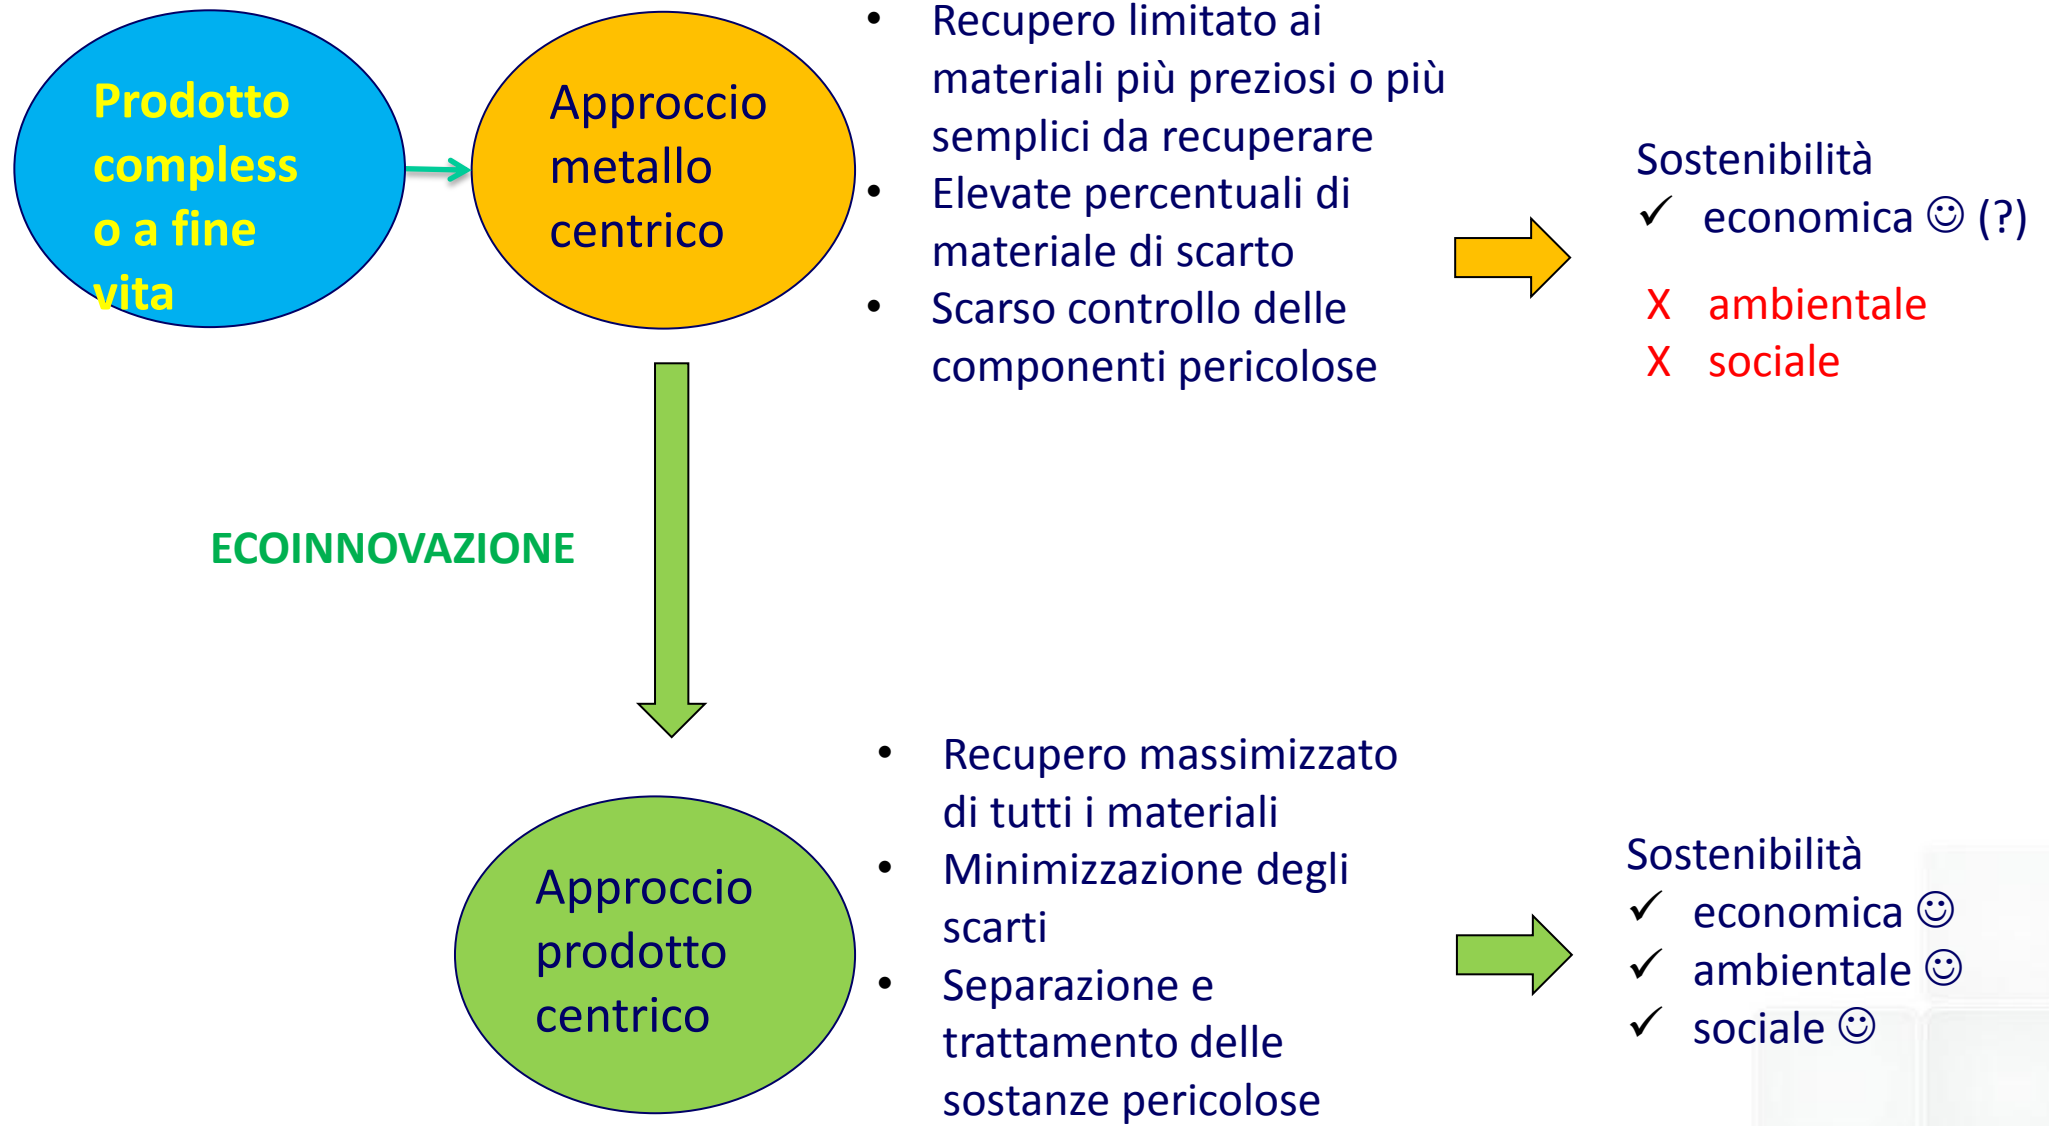 Prodotto
compless
o a fine
vita
Approccio
metallo
centrico
• Recupero limitato ai
materiali più preziosi o più
semplici da recuperare
• Elevate percentuali di
materiale di scarto
• Scarso controllo delle
componenti pericolose
Sostenibilità
✓ economica ☺ (?)
X ambientale
X sociale
ECOINNOVAZIONE
Approccio
prodotto
centrico
• Recupero massimizzato
di tutti i materiali
• Minimizzazione degli
scarti
• Separazione e
trattamento delle
sostanze pericolose
Sostenibilità
✓ economica ☺
✓ ambientale ☺
✓ sociale ☺